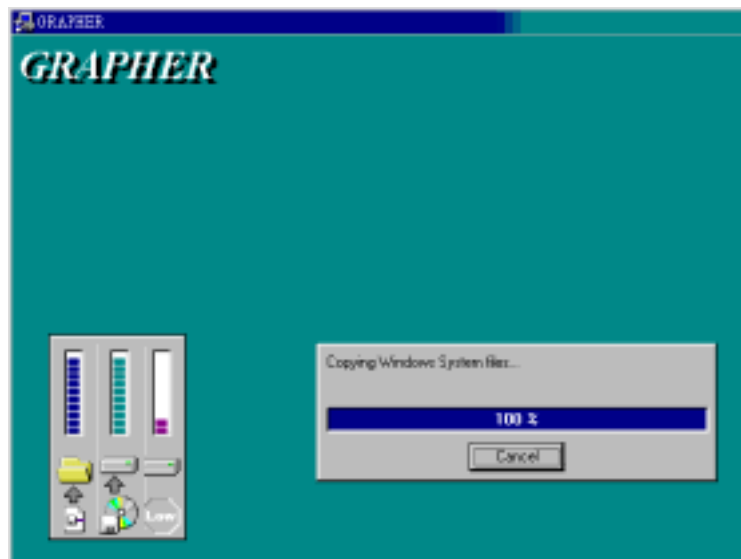 GRAPHER
GRAPHER
Copying Windows System files...
100 %
Cancel
Low